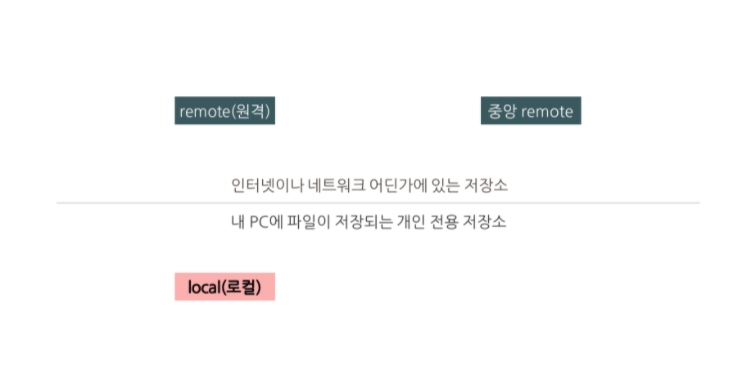 remote(원격)
중앙 remote
인터넷이나 네트워크 어딘가에 있는 저장소
내 PC에 파일이 저장되는 개인 전용 저장소
local(로컬)